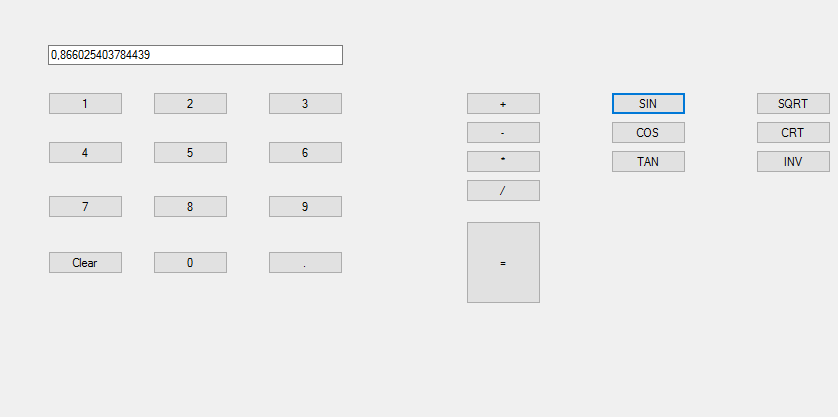 0,866025403784439
1 2 3 + SIN SQRT
- COS CRT
4 5 6 * TAN INV
/
7 8 9
Clear 0 . =